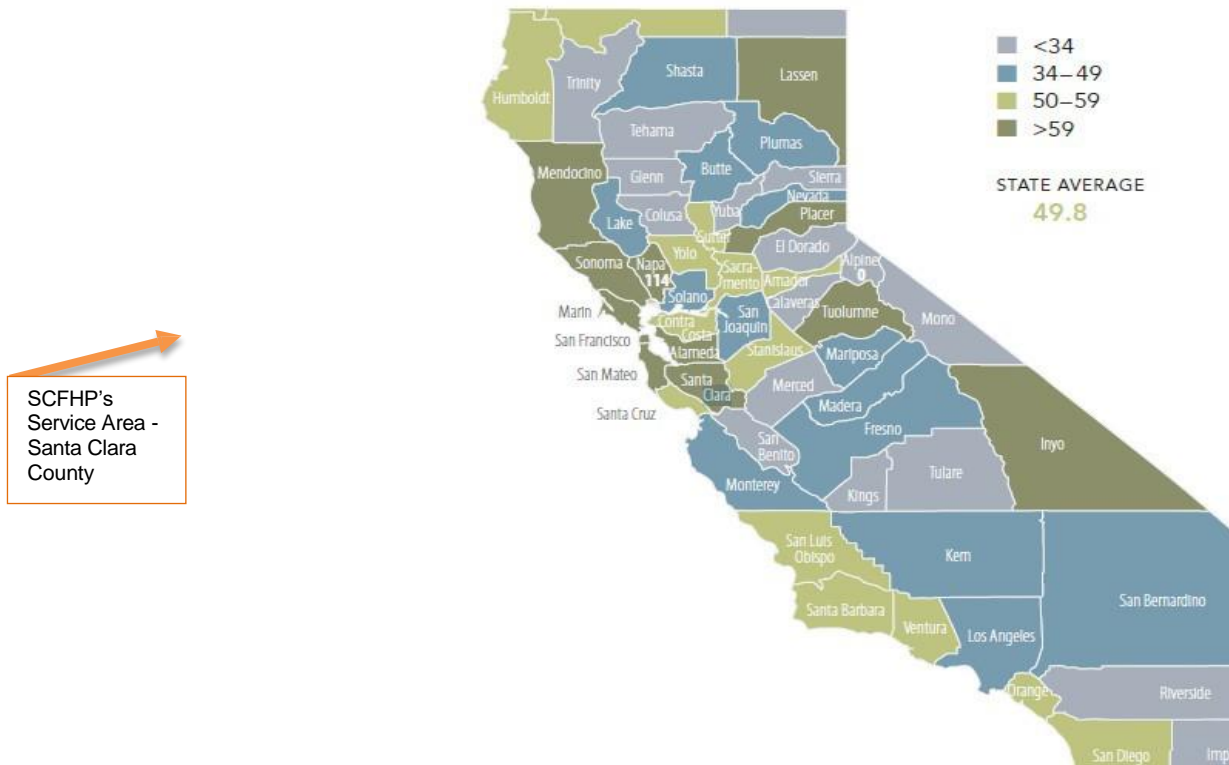 <34
34–49
50–59
>59
STATE AVERAGE
49.8
Humboldt
Trinity
Shasta
Lassen
Tehama
Plumas
Mendocino
Glenn
Butte
Sierra
Nevada
Lake
Colusa
Yuba
Placer
Sutter
El Dorado
Sonoma
Napa
114
Yolo
Sacra-
mento
Alpine
0
Solano
Amador
Marin
Contra
Costa
San
Joaquin
Calaveras
Tuolumne
Mono
San Francisco
Alameda
Stanislaus
Mariposa
San Mateo
Santa
Clara
Merced
Madera
Santa Cruz
San
Benito
Fresno
Inyo
Monterey
Kings
Tulare
San Luis
Obispo
Kern
San Bernardino
Santa Barbara
Ventura
Los Angeles
Orange
Riverside
San Diego
Imp
SCFHP's
Service Area -
Santa Clara
County